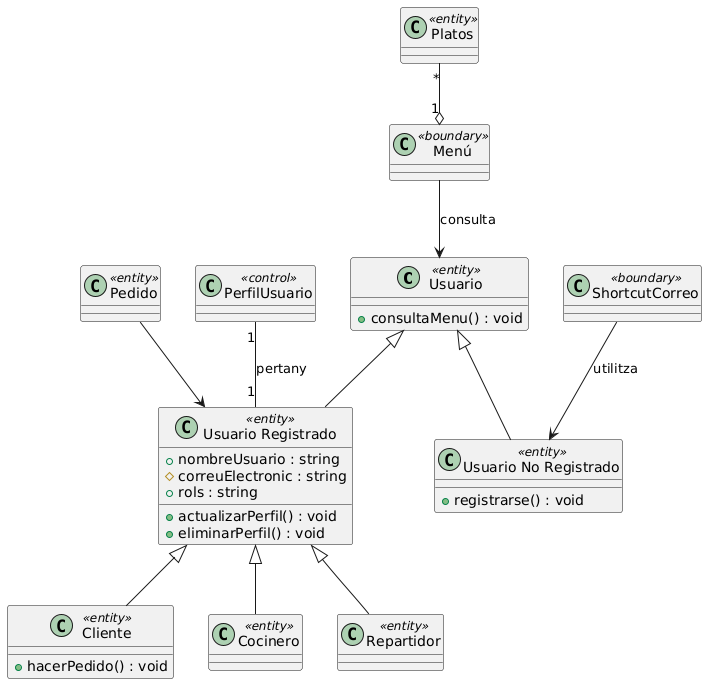 C «entity»
Platos
*
1
C «boundary»
Menú
consulta
C «entity»
Pedido
C «control»
PerfilUsuario
C «entity»
Usuario
consultaMenu() : void
C «boundary»
ShortcutCorreo
1
pertany
1
utilitza
C «entity»
Usuario Registrado
nombreUsuario : string
correuElectronic : string
rols : string
actualizarPerfil() : void
eliminarPerfil() : void
C «entity»
Usuario No Registrado
registrarse() : void
C «entity»
Cliente
hacerPedido() : void
C «entity»
Cocinero
C «entity»
Repartidor